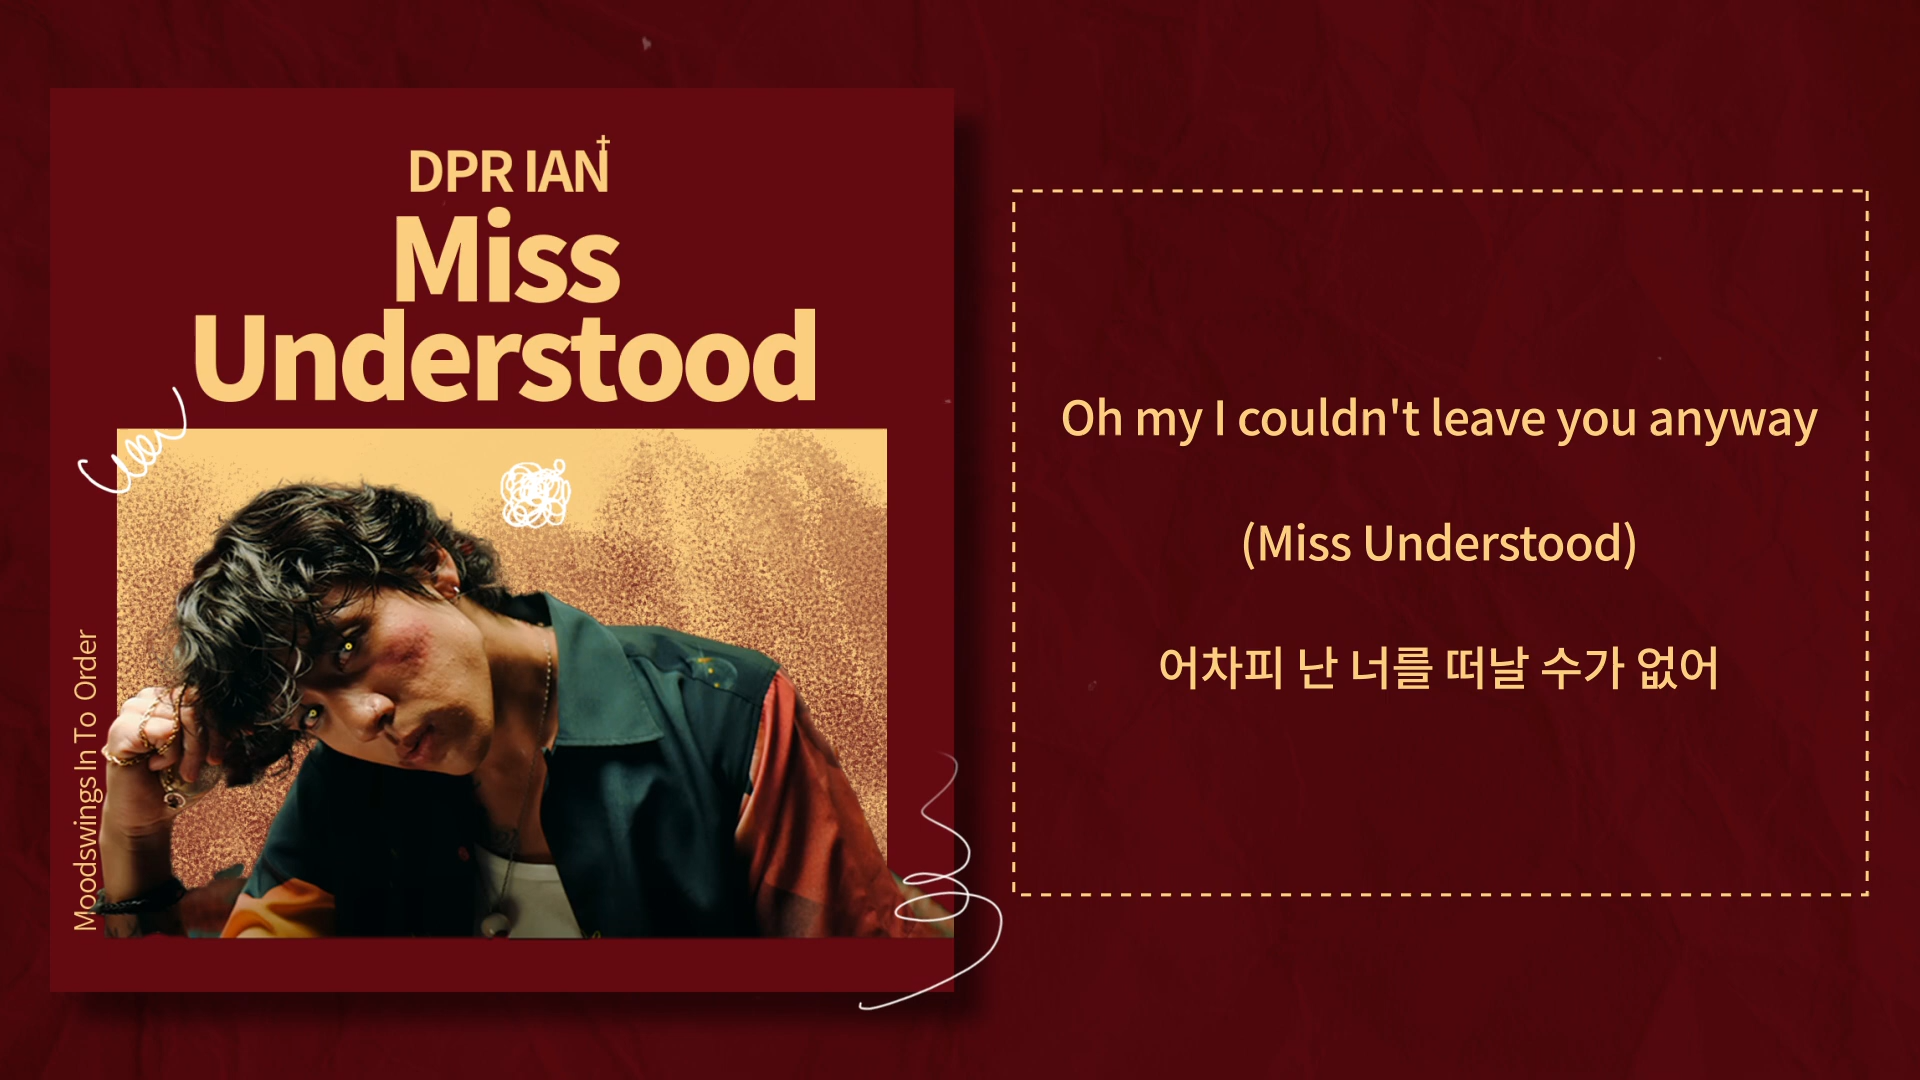 DPR IAN
Miss
Understood
Moodswings In To Order
Oh my I couldn't leave you anyway
(Miss Understood)
어차피 난 너를 떠날 수가 없어